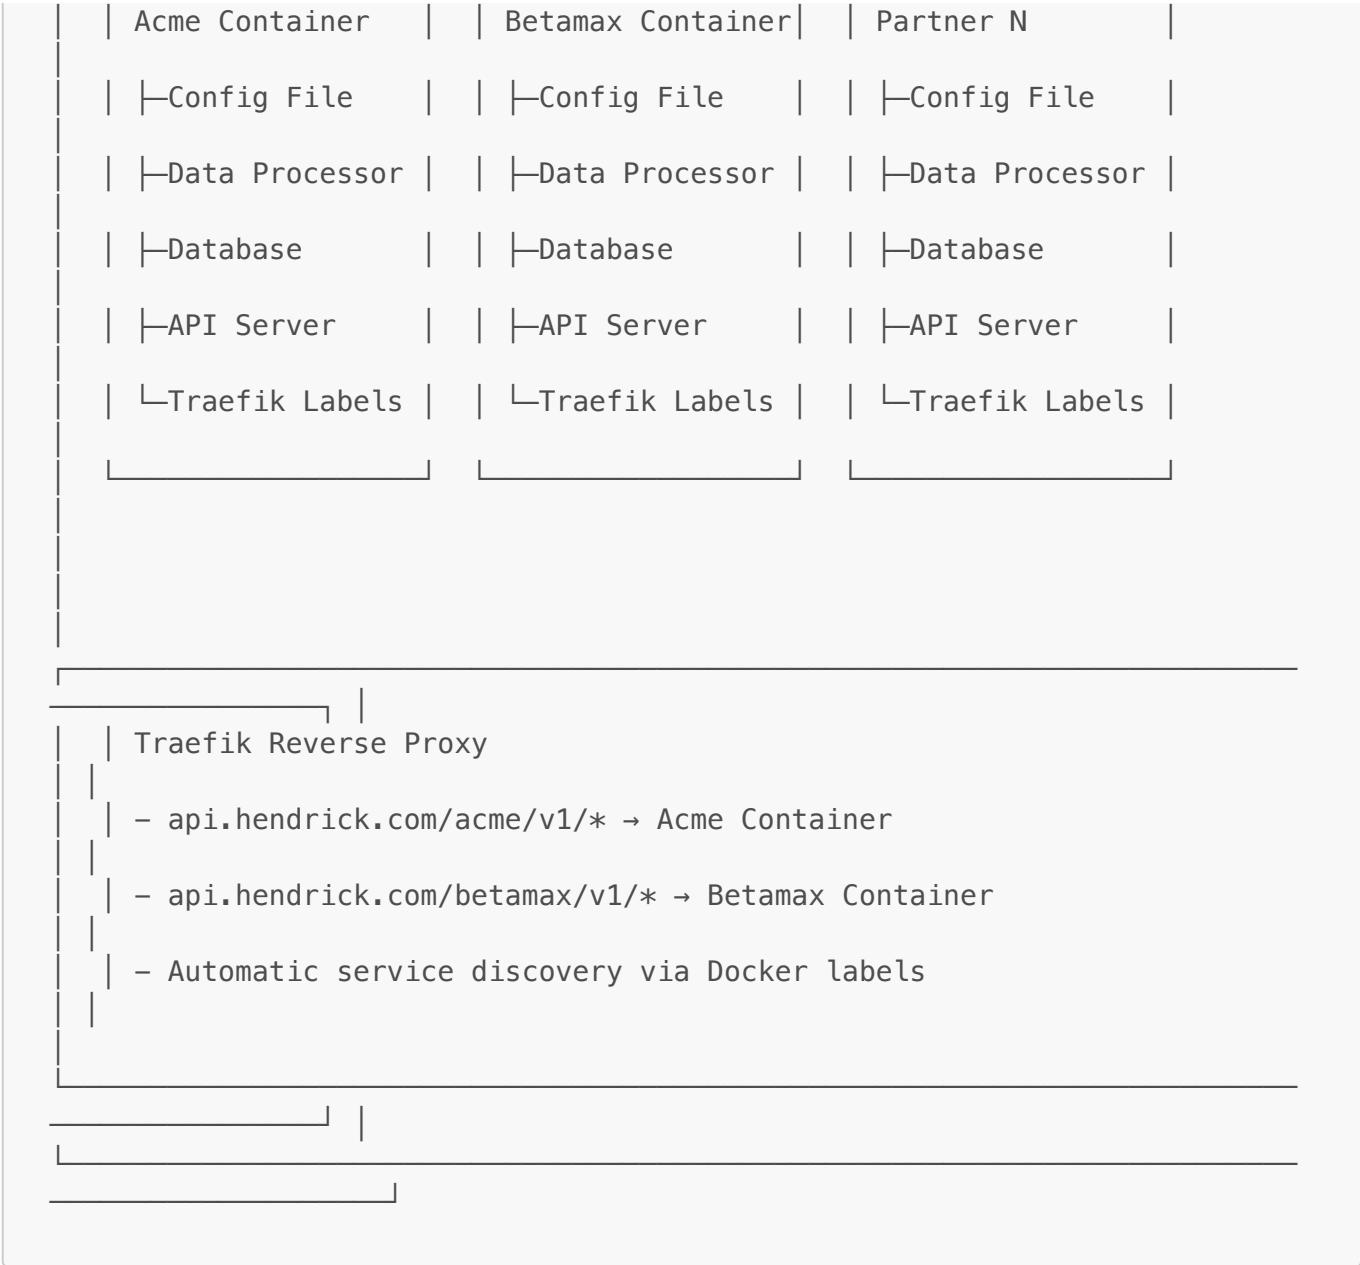 │  │ Acme Container   │  │ Betamax Container│  │ Partner N        │
│
│  │ ├─Config File    │  │ ├─Config File    │  │ ├─Config File    │
│
│  │ ├─Data Processor │  │ ├─Data Processor │  │ ├─Data Processor │
│
│  │ ├─Database       │  │ ├─Database       │  │ ├─Database       │
│
│  │ ├─API Server     │  │ ├─API Server     │  │ ├─API Server     │
│
│  │ └─Traefik Labels │  │ └─Traefik Labels │  │ └─Traefik Labels │
│
│  └──────────────────┘  └──────────────────┘  └──────────────────┘
│
│
│
│
┌─────────────────────────────────────────────────────────────────────────
────────────────┐ │
│  │ Traefik Reverse Proxy
│ │
│  │ - api.hendrick.com/acme/v1/* → Acme Container
│ │
│  │ - api.hendrick.com/betamax/v1/* → Betamax Container
│ │
│  │ - Automatic service discovery via Docker labels
│ │
│
└─────────────────────────────────────────────────────────────────────────
────────────────┘ │
└─────────────────────────────────────────────────────────────────────────
────────────────────┘